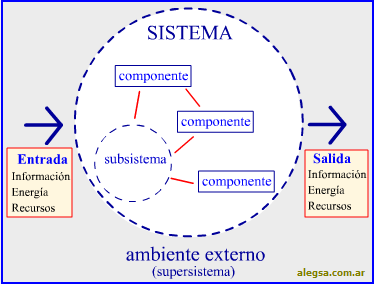 SISTEMA
componente
componente
subsistema
componente
Entrada
Información
Energía
Recursos
Salida
Información
Energía
Recursos
ambiente externo
(supersistema)
alegsa.com.ar